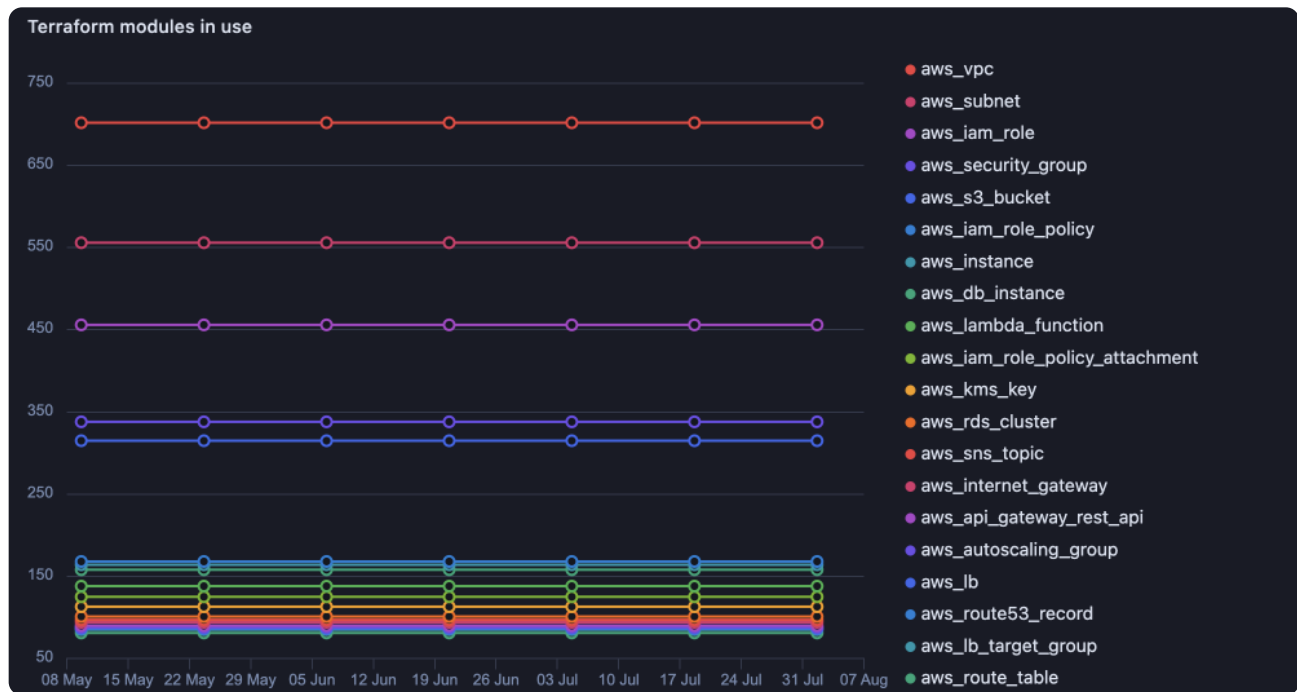 Terraform modules in use
750
650
550
450
350
250
150
50
08 May 15 May 22 May 29 May 05 Jun 12 Jun 19 Jun 26 Jun 03 Jul 10 Jul 17 Jul 24 Jul 31 Jul 07 Aug
aws_vpc
aws_subnet
aws_iam_role
aws_security_group
aws_s3_bucket
aws_iam_role_policy
aws_instance
aws_db_instance
aws_lambda_function
aws_iam_role_policy_attachment
aws_kms_key
aws_rds_cluster
aws_sns_topic
aws_internet_gateway
aws_api_gateway_rest_api
aws_autoscaling_group
aws_lb
aws_route53_record
aws_lb_target_group
aws_route_table